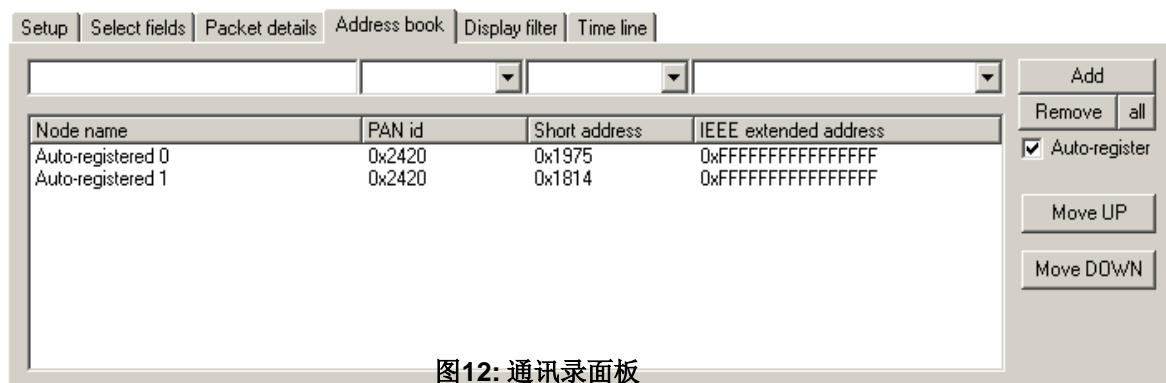 Setup Select fields Packet details Address book Display filter Time line
Add
Remove all
Node name PAN id Short address IEEE extended address
Auto-register
Auto-registered 0 0x2420 0x1975 0xFFFFFFFFFFFFFFFF
Auto-registered 1 0x2420 0x1814 0xFFFFFFFFFFFFFFFF
Move UP
Move DOWN
图12: 通讯录面板